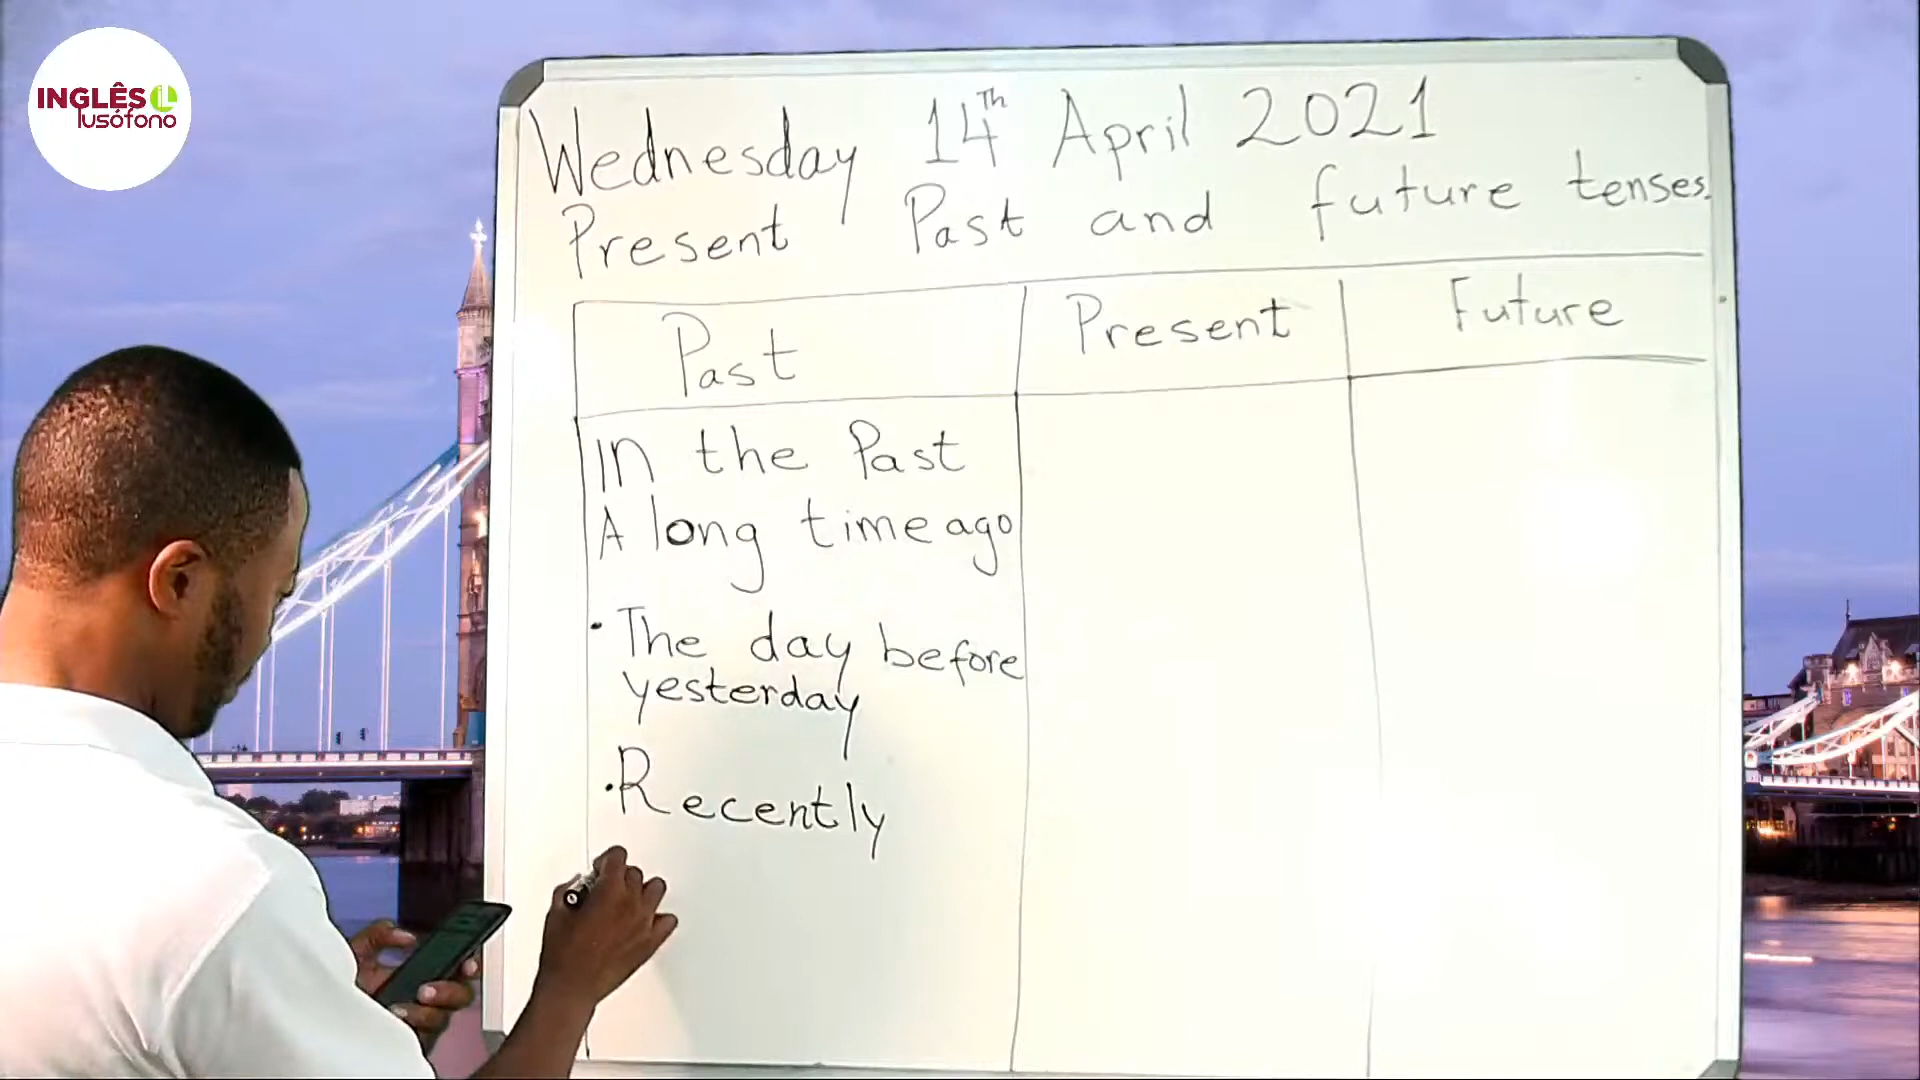 INGLÊS
lusófono
Wednesday 14Th April 2021
Present Past and future tenses.
Past Present Future
In the Past
A long time ago
• The day before
yesterday
• Recently